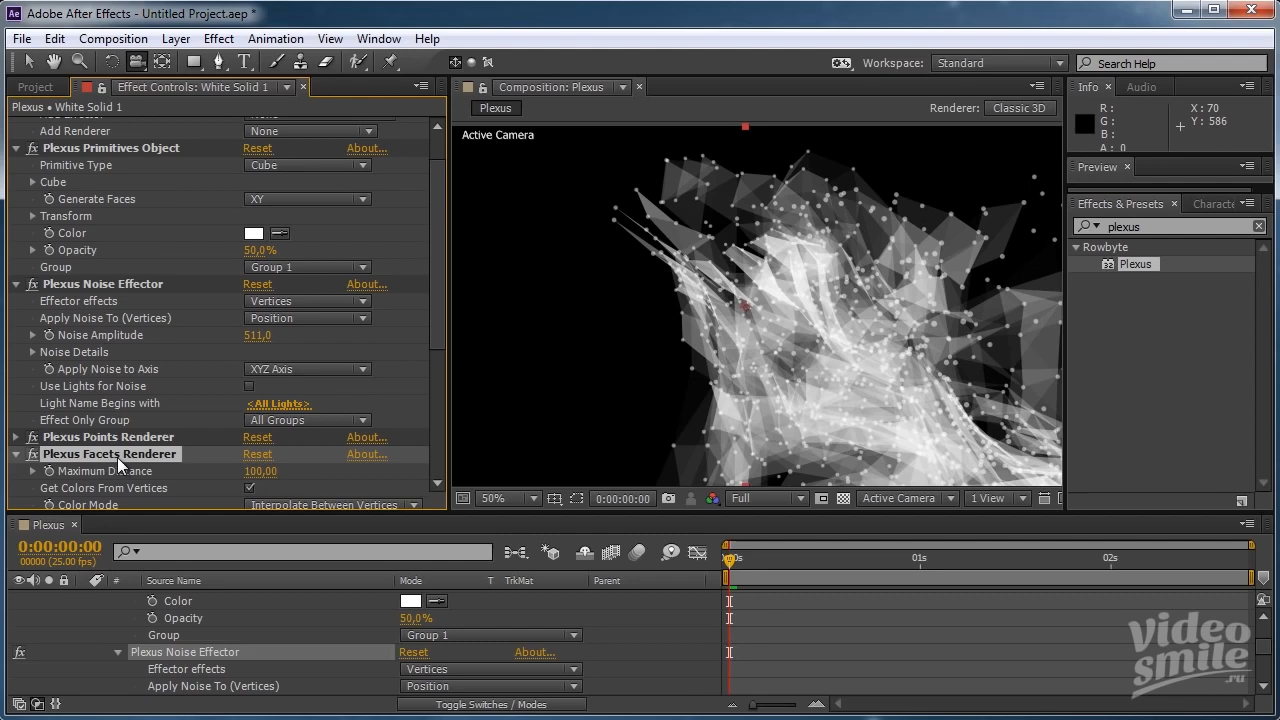 Adobe After Effects - Untitled Project.aep *
File Edit Composition Layer Effect Animation View Window Help
Workspace: Standard Search Help
Project Effect Controls: White Solid 1 Composition: Plexus Info Audio
Plexus • White Solid 1 Plexus Renderer: Classic 3D
R: X: 70
G: Y: 586
B:
A: 0
Active Camera
Add Renderer None
Plexus Primitives Object Reset About...
Primitive Type Cube
Preview
Cube
Generate Faces XY
Effects & Presets
Transform
plexus
Color
Rowbyte
Opacity 50,0%
Plexus
Group Group 1
Plexus Noise Effector Reset About...
Effector effects Vertices
Apply Noise To (Vertices) Position
Noise Amplitude 511,0
Noise Details
Apply Noise to Axis XYZ Axis
Use Lights for Noise
Light Name Begins with <All Lights>
Effect Only Group All Groups
Plexus Points Renderer Reset About...
Plexus Facets Renderer Reset About...
Maximum Distance 100,00
Get Colors From Vertices
Color Mode Interpolate Between Vertices
50% 0:00:00:00 Full Active Camera 1 View
Plexus
0:00:00:00
00000 (25.00 fps)
01s 02s
# Source Name Mode T TrkMat Parent
Color
Opacity 50,0%
Group Group 1
Plexus Noise Effector Reset About...
Effector effects Vertices
Apply Noise To (Vertices) Position
Toggle Switches / Modes
video
smile
.ru